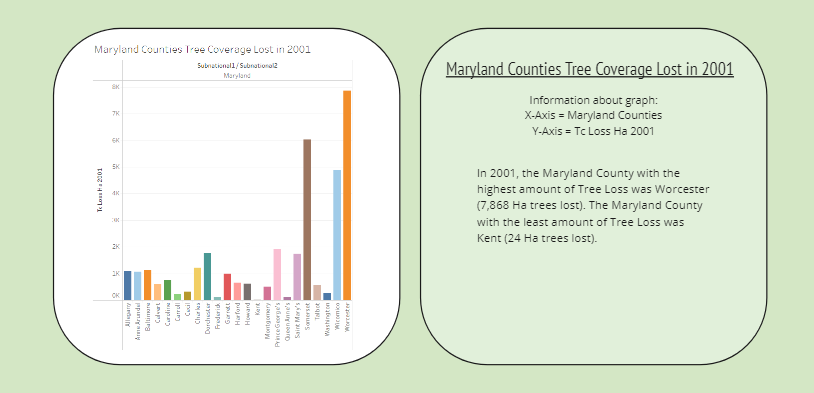 Maryland Counties Tree Coverage Lost in 2001
Subnational1 / Subnational2
Maryland
8K
7K
6K
5K
4K
3K
2K
1K
0K
Tc Loss Ha 2001
Allegany
Anne Arundel
Baltimore
Calvert
Caroline
Carroll
Cecil
Charles
Dorchester
Frederick
Garrett
Harford
Howard
Kent
Montgomery
Prince George's
Queen Anne's
Saint Mary's
Somerset
Talbot
Washington
Wicomico
Worcester
Maryland Counties Tree Coverage Lost in 2001
Information about graph:
X-Axis = Maryland Counties
Y-Axis = Tc Loss Ha 2001
In 2001, the Maryland County with the
highest amount of Tree Loss was Worcester
(7,868 Ha trees lost). The Maryland County
with the least amount of Tree Loss was
Kent (24 Ha trees lost).